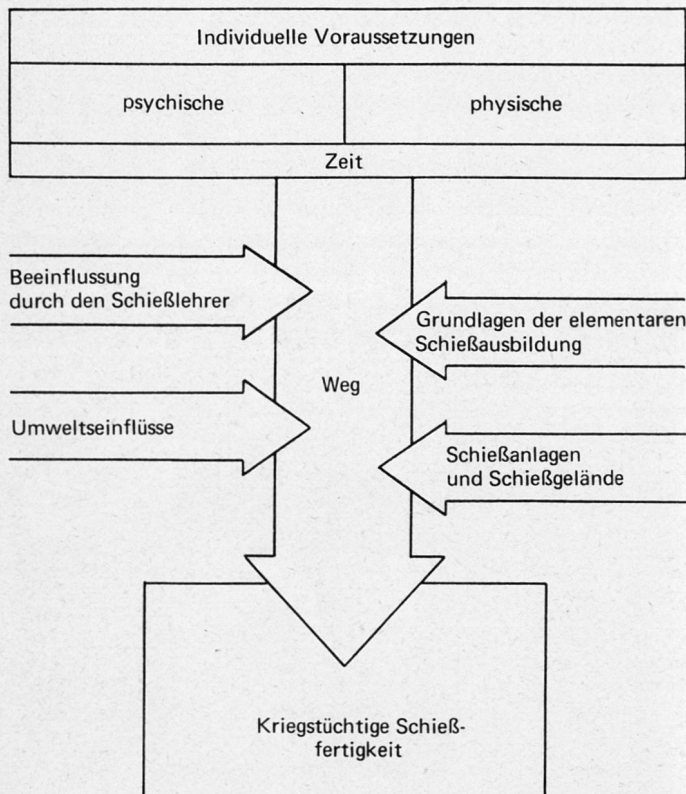 Individuelle Voraussetzungen
psychische
physische
Zeit
Beeinflussung
durch den Schießlehrer
Grundlagen der elementaren
Schießausbildung
Weg
Umweltseinflüsse
Schießanlagen
und Schießgelände
Kriegstüchtige Schieß-
fertigkeit